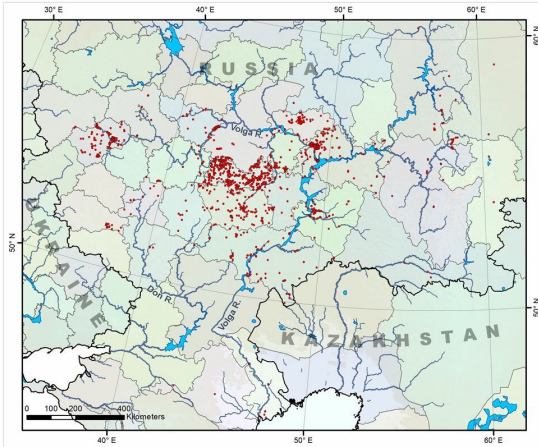 30° E 40° E 50° E 60° E
60° N
RUSSIA
Volga R.
50° N
UKRAINE
Don R.
Volga R.
50° N
KAZAKHSTAN
0 100 200 400
Kilometers
40° E 50° E 60° E